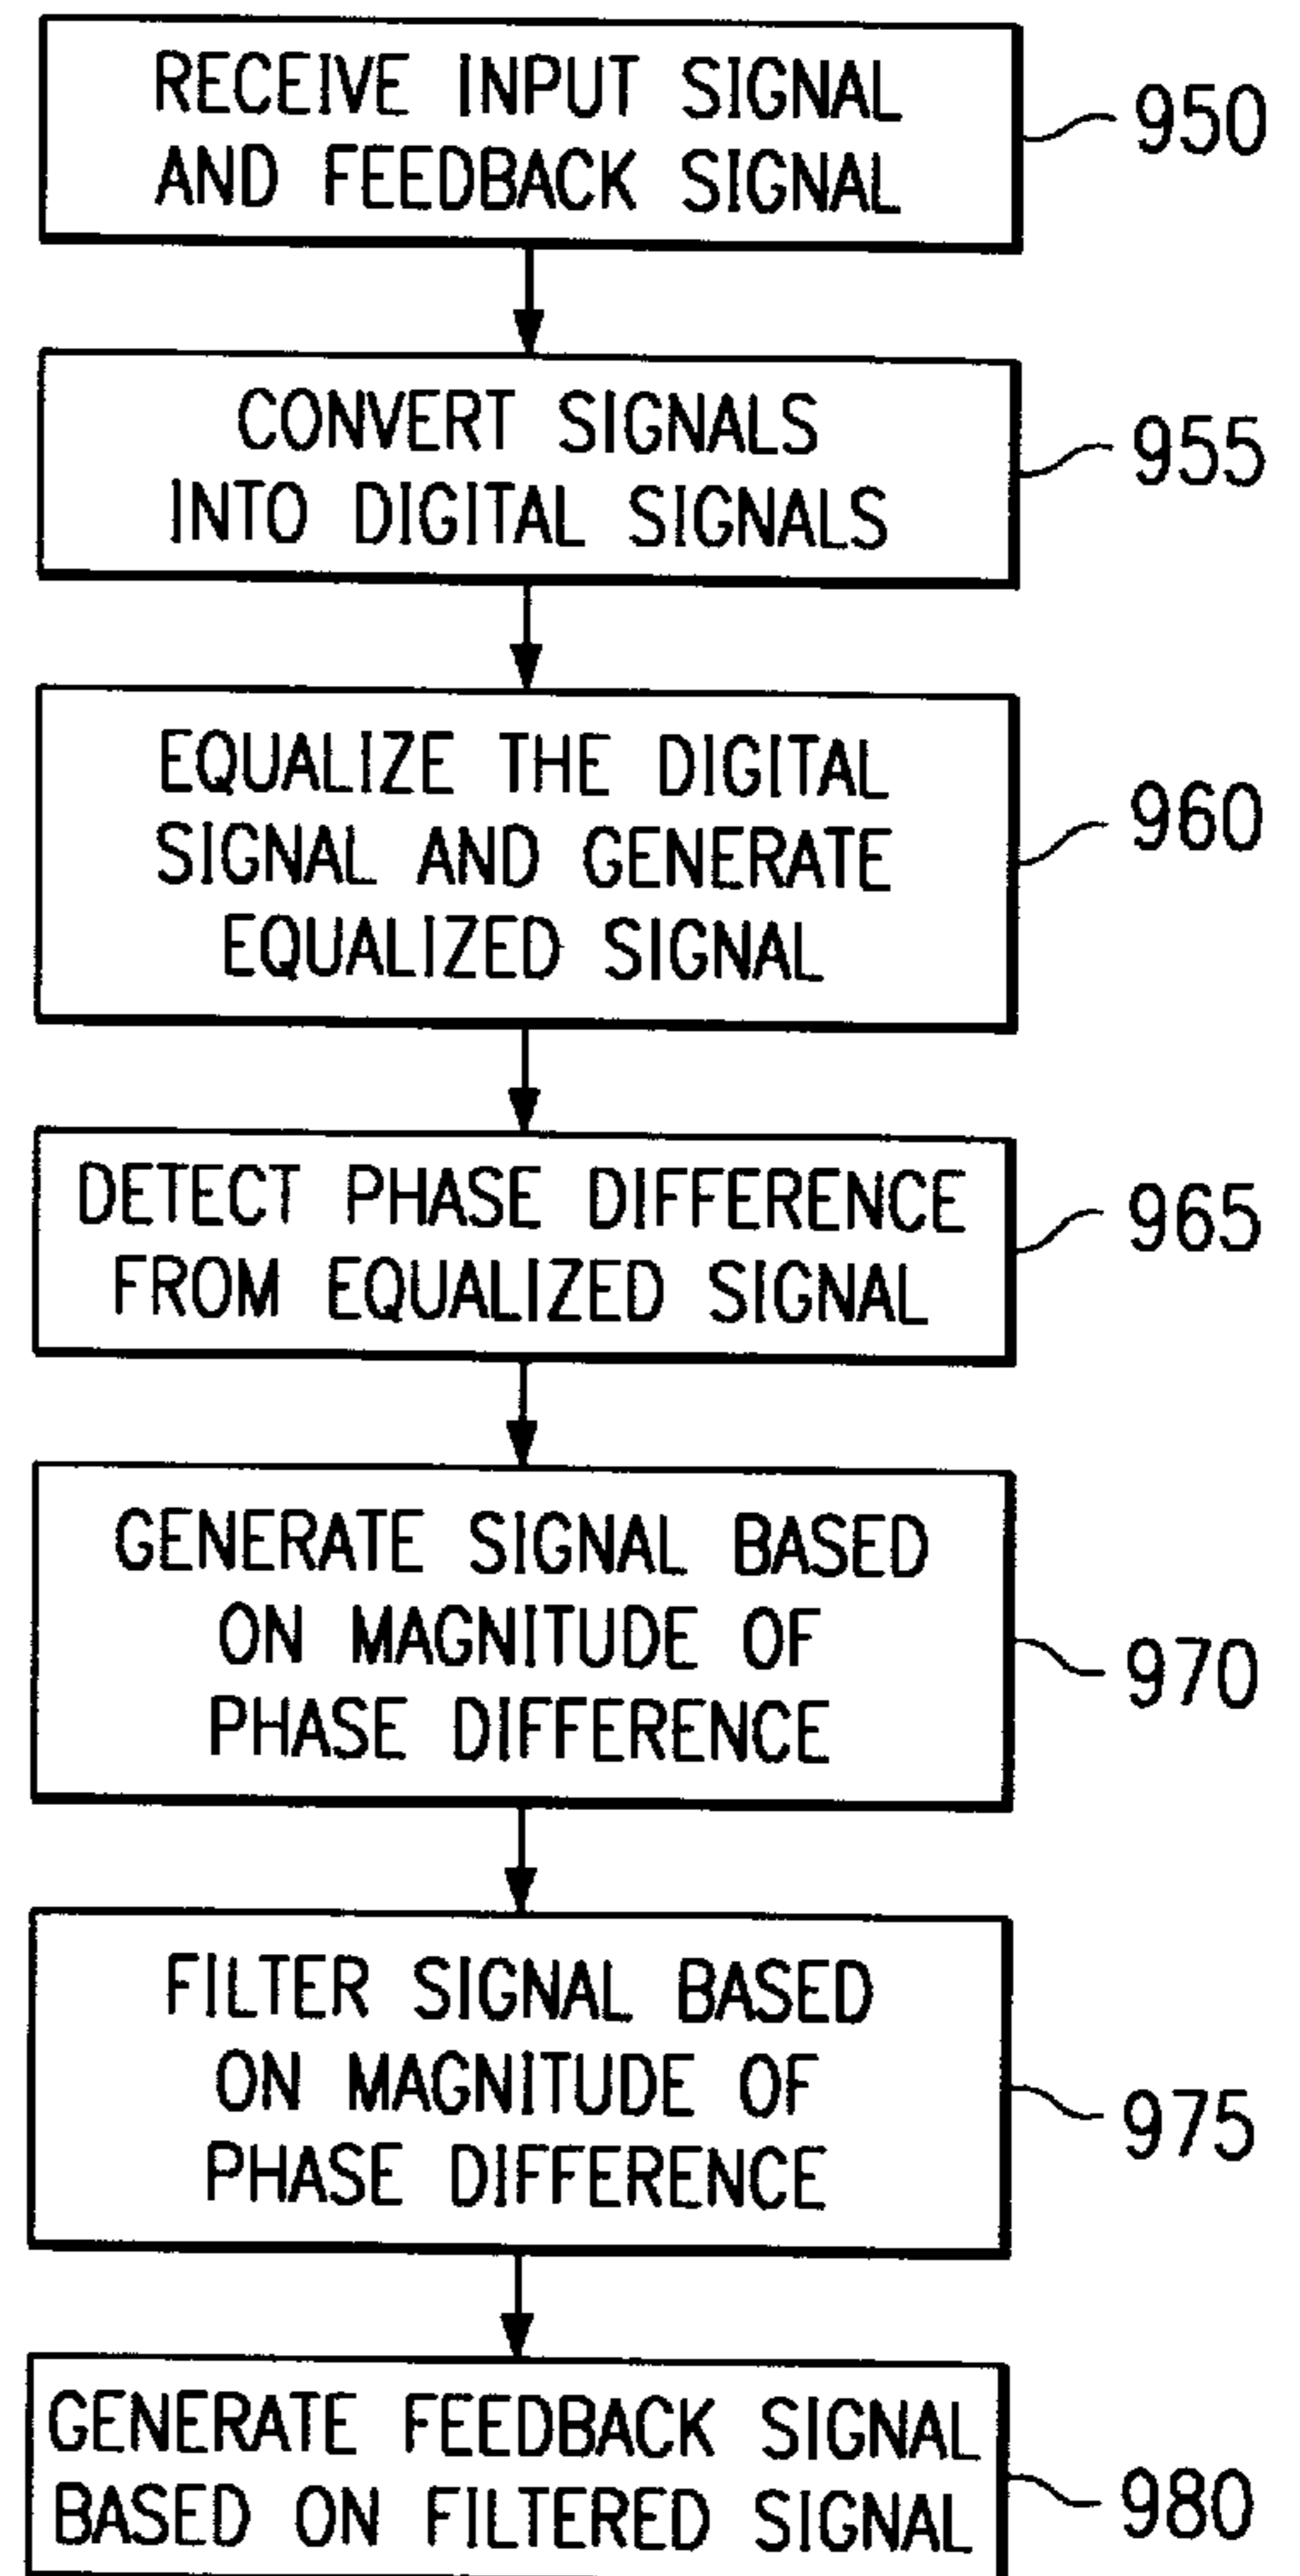 RECEIVE INPUT SIGNAL
AND FEEDBACK SIGNAL
950
CONVERT SIGNALS
INTO DIGITAL SIGNALS
955
EQUALIZE THE DIGITAL
SIGNAL AND GENERATE
EQUALIZED SIGNAL
960
DETECT PHASE DIFFERENCE
FROM EQUALIZED SIGNAL
965
GENERATE SIGNAL BASED
ON MAGNITUDE OF
PHASE DIFFERENCE
970
FILTER SIGNAL BASED
ON MAGNITUDE OF
PHASE DIFFERENCE
975
GENERATE FEEDBACK SIGNAL
BASED ON FILTERED SIGNAL
980